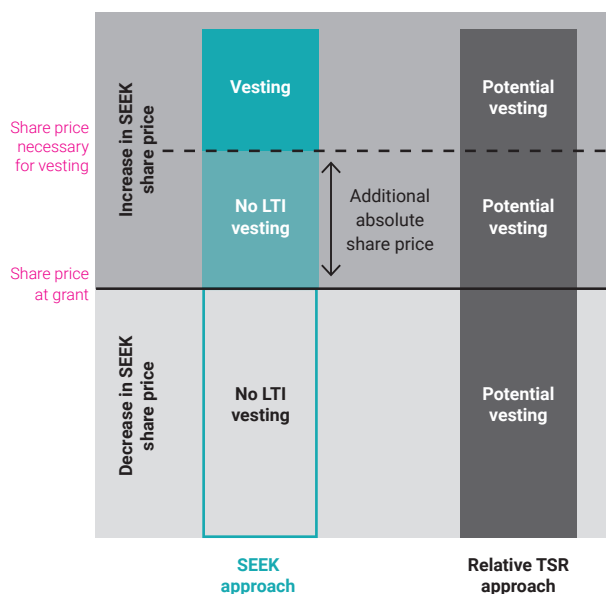 Increase in SEEK
share price
Vesting
Potential
vesting
Share price
necessary
for vesting
No LTI
vesting
Additional
absolute
share price
Potential
vesting
Share price
at grant
Decrease in SEEK
share price
No LTI
vesting
Potential
vesting
SEEK
approach
Relative TSR
approach